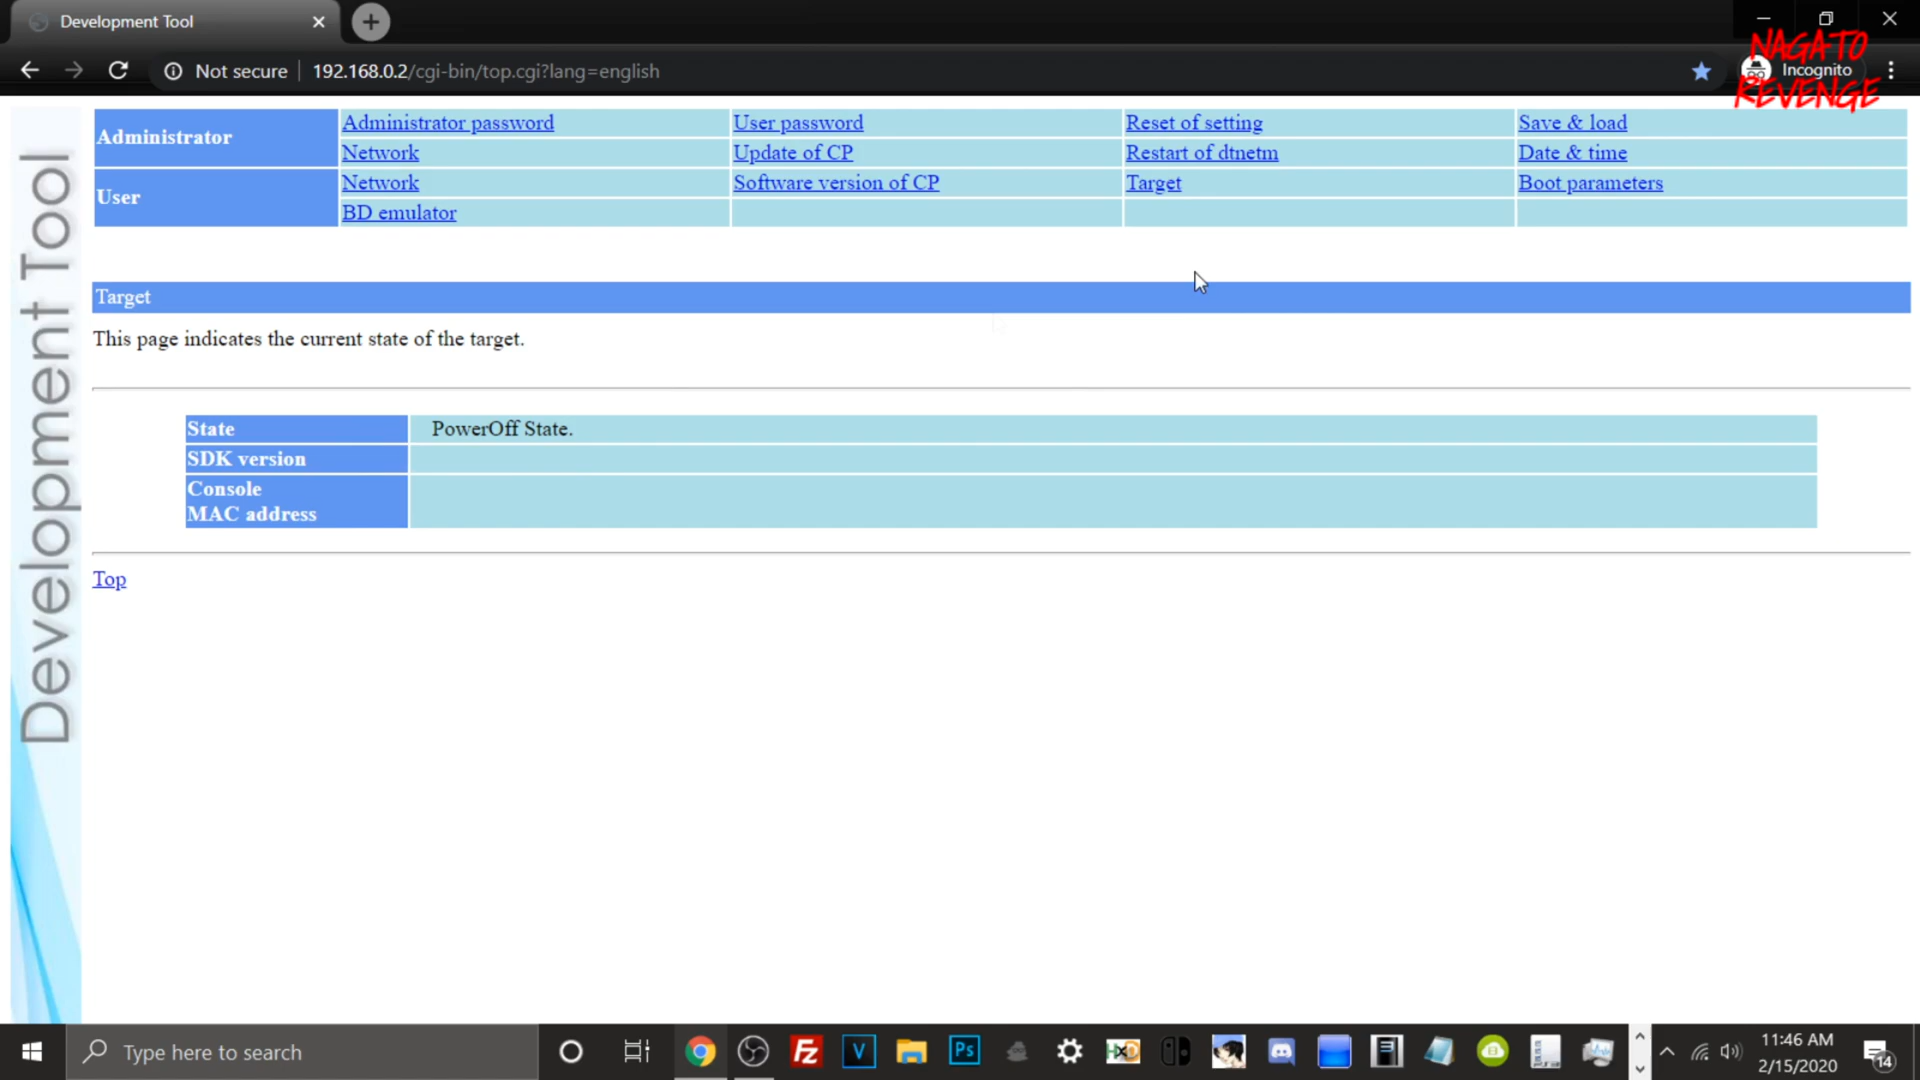 Development Tool
Not secure
192.168.0.2/cgi-bin/top.cgi?lang=english
Incognito
NAGATO
REVENGE
Development Tool
Administrator
Administrator password
User password
Reset of setting
Save & load
Network
Update of CP
Restart of dtnetm
Date & time
User
Network
Software version of CP
Target
Boot parameters
BD emulator
Target
This page indicates the current state of the target.
State
PowerOff State.
SDK version
Console
MAC address
Top
Type here to search
Fz
V
Ps
HxD
11:46 AM
2/15/2020
14